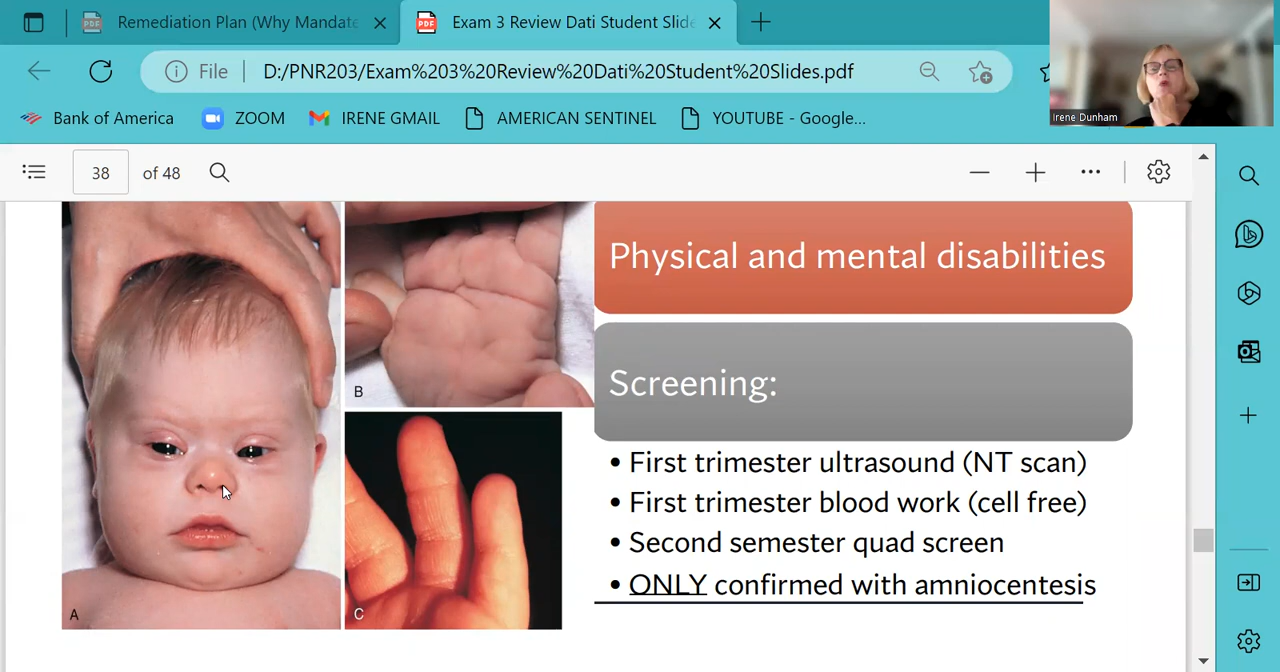 Remediation Plan (Why Mandate
Exam 3 Review Dati Student Slide
File
D:/PNR203/Exam%203%20Review%20Dati%20Student%20Slides.pdf
Bank of America
ZOOM
IRENE GMAIL
AMERICAN SENTINEL
YOUTUBE - Google...
Irene Dunham
38 of 48
Physical and mental disabilities
Screening:
• First trimester ultrasound (NT scan)
• First trimester blood work (cell free)
• Second semester quad screen
• ONLY confirmed with amniocentesis
A
B
C